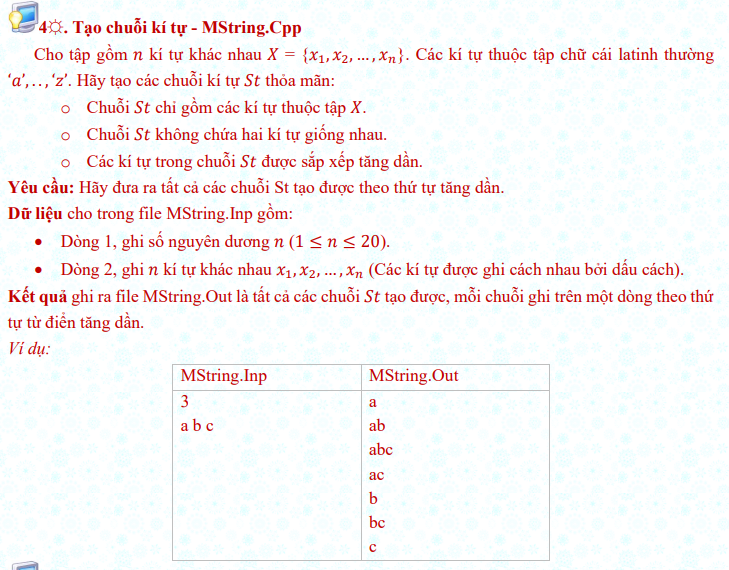 4☼. Tạo chuỗi kí tự - MString.Cpp
Cho tập gồm n kí tự khác nhau X = {x₁, x₂, ..., xₙ}. Các kí tự thuộc tập chữ cái latinh thường
‘a’, . . , ‘z’. Hãy tạo các chuỗi kí tự St thỏa mãn:
o Chuỗi St chỉ gồm các kí tự thuộc tập X.
o Chuỗi St không chứa hai kí tự giống nhau.
o Các kí tự trong chuỗi St được sắp xếp tăng dần.
Yêu cầu: Hãy đưa ra tất cả các chuỗi St tạo được theo thứ tự tăng dần.
Dữ liệu cho trong file MString.Inp gồm:
• Dòng 1, ghi số nguyên dương n (1 ≤ n ≤ 20).
• Dòng 2, ghi n kí tự khác nhau x₁, x₂, ..., xₙ (Các kí tự được ghi cách nhau bởi dấu cách).
Kết quả ghi ra file MString.Out là tất cả các chuỗi St tạo được, mỗi chuỗi ghi trên một dòng theo thứ
tự từ điển tăng dần.
Ví dụ:
MString.Inp MString.Out
3 a
a b c ab
abc
ac
b
bc
c